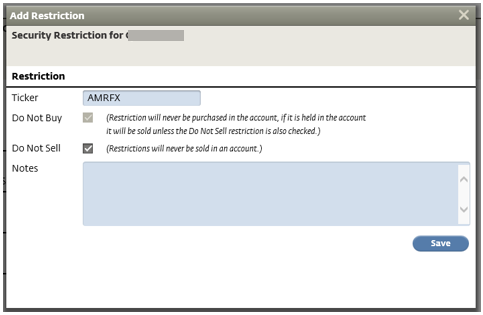 Add Restriction
Security Restriction for
Restriction
Ticker AMRFX
Do Not Buy (Restriction will never be purchased in the account, if it is held in the account
it will be sold unless the Do Not Sell restriction is also checked.)
Do Not Sell (Restrictions will never be sold in an account.)
Notes
Save